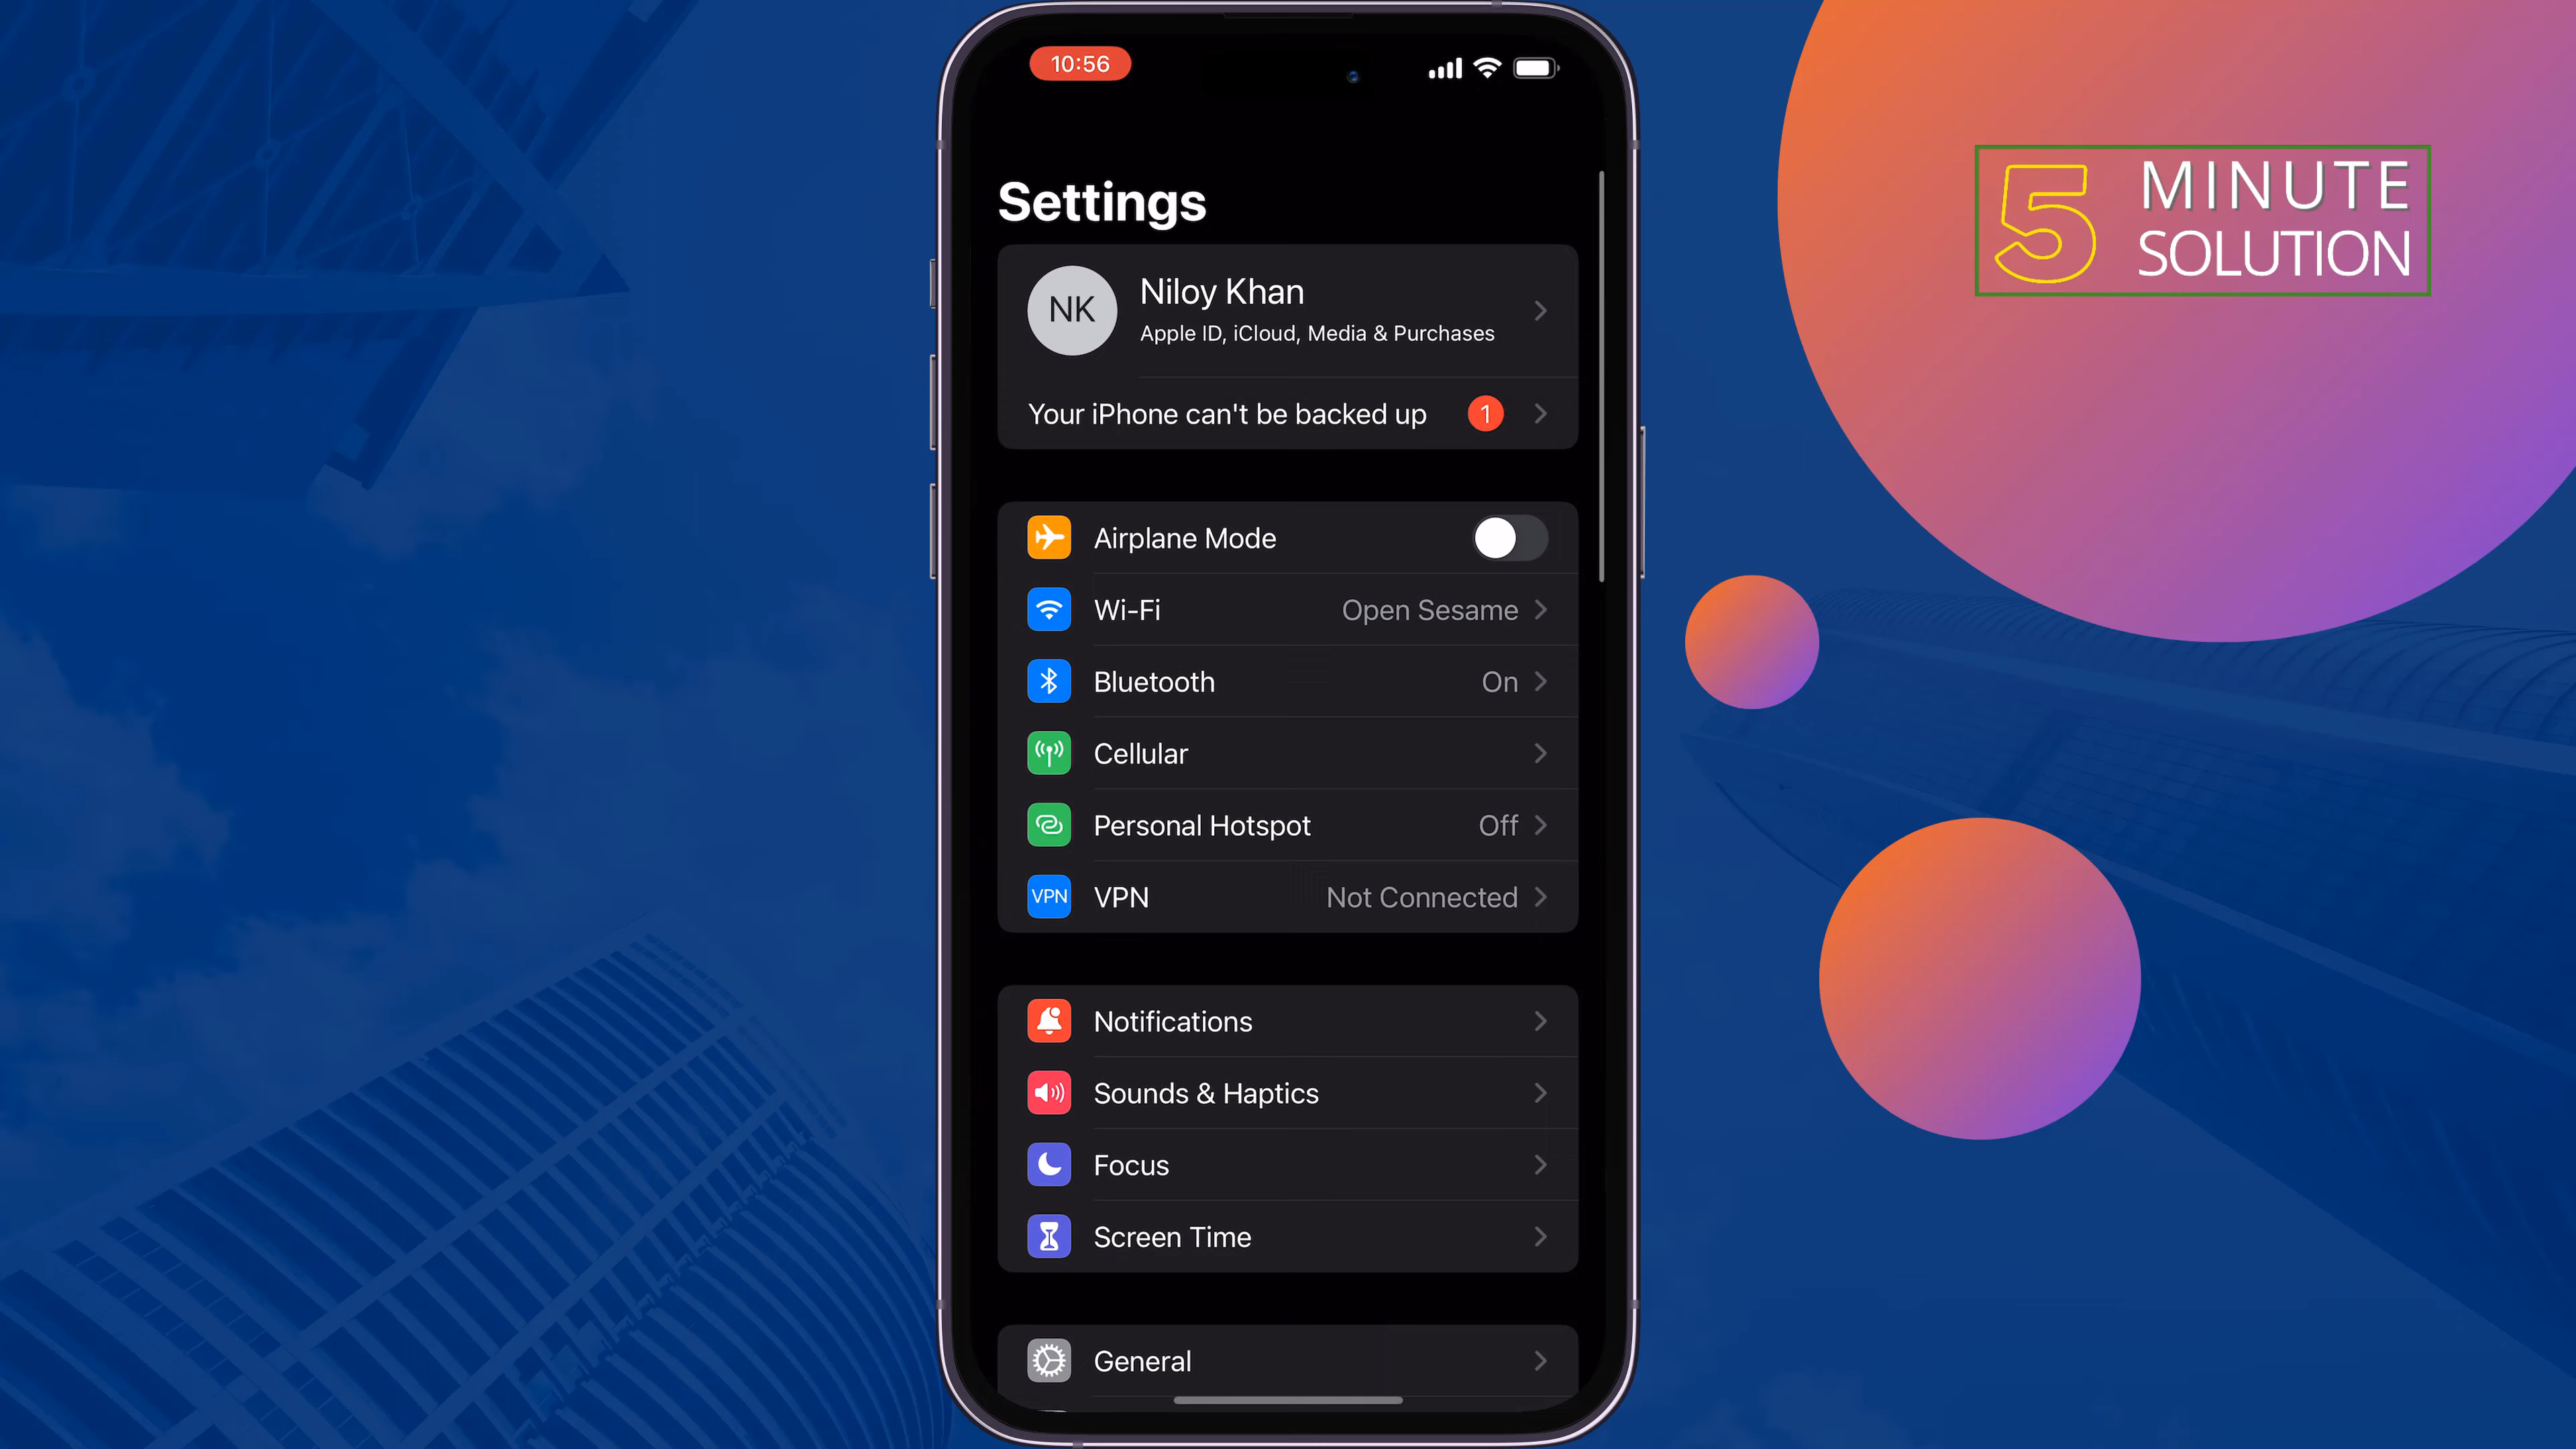 10:56
Settings
NK
Niloy Khan
Apple ID, iCloud, Media & Purchases
Your iPhone can't be backed up 1
Airplane Mode
Wi-Fi Open Sesame
Bluetooth On
Cellular
Personal Hotspot Off
VPN VPN Not Connected
Notifications
Sounds & Haptics
Focus
Screen Time
General
5 MINUTE
SOLUTION